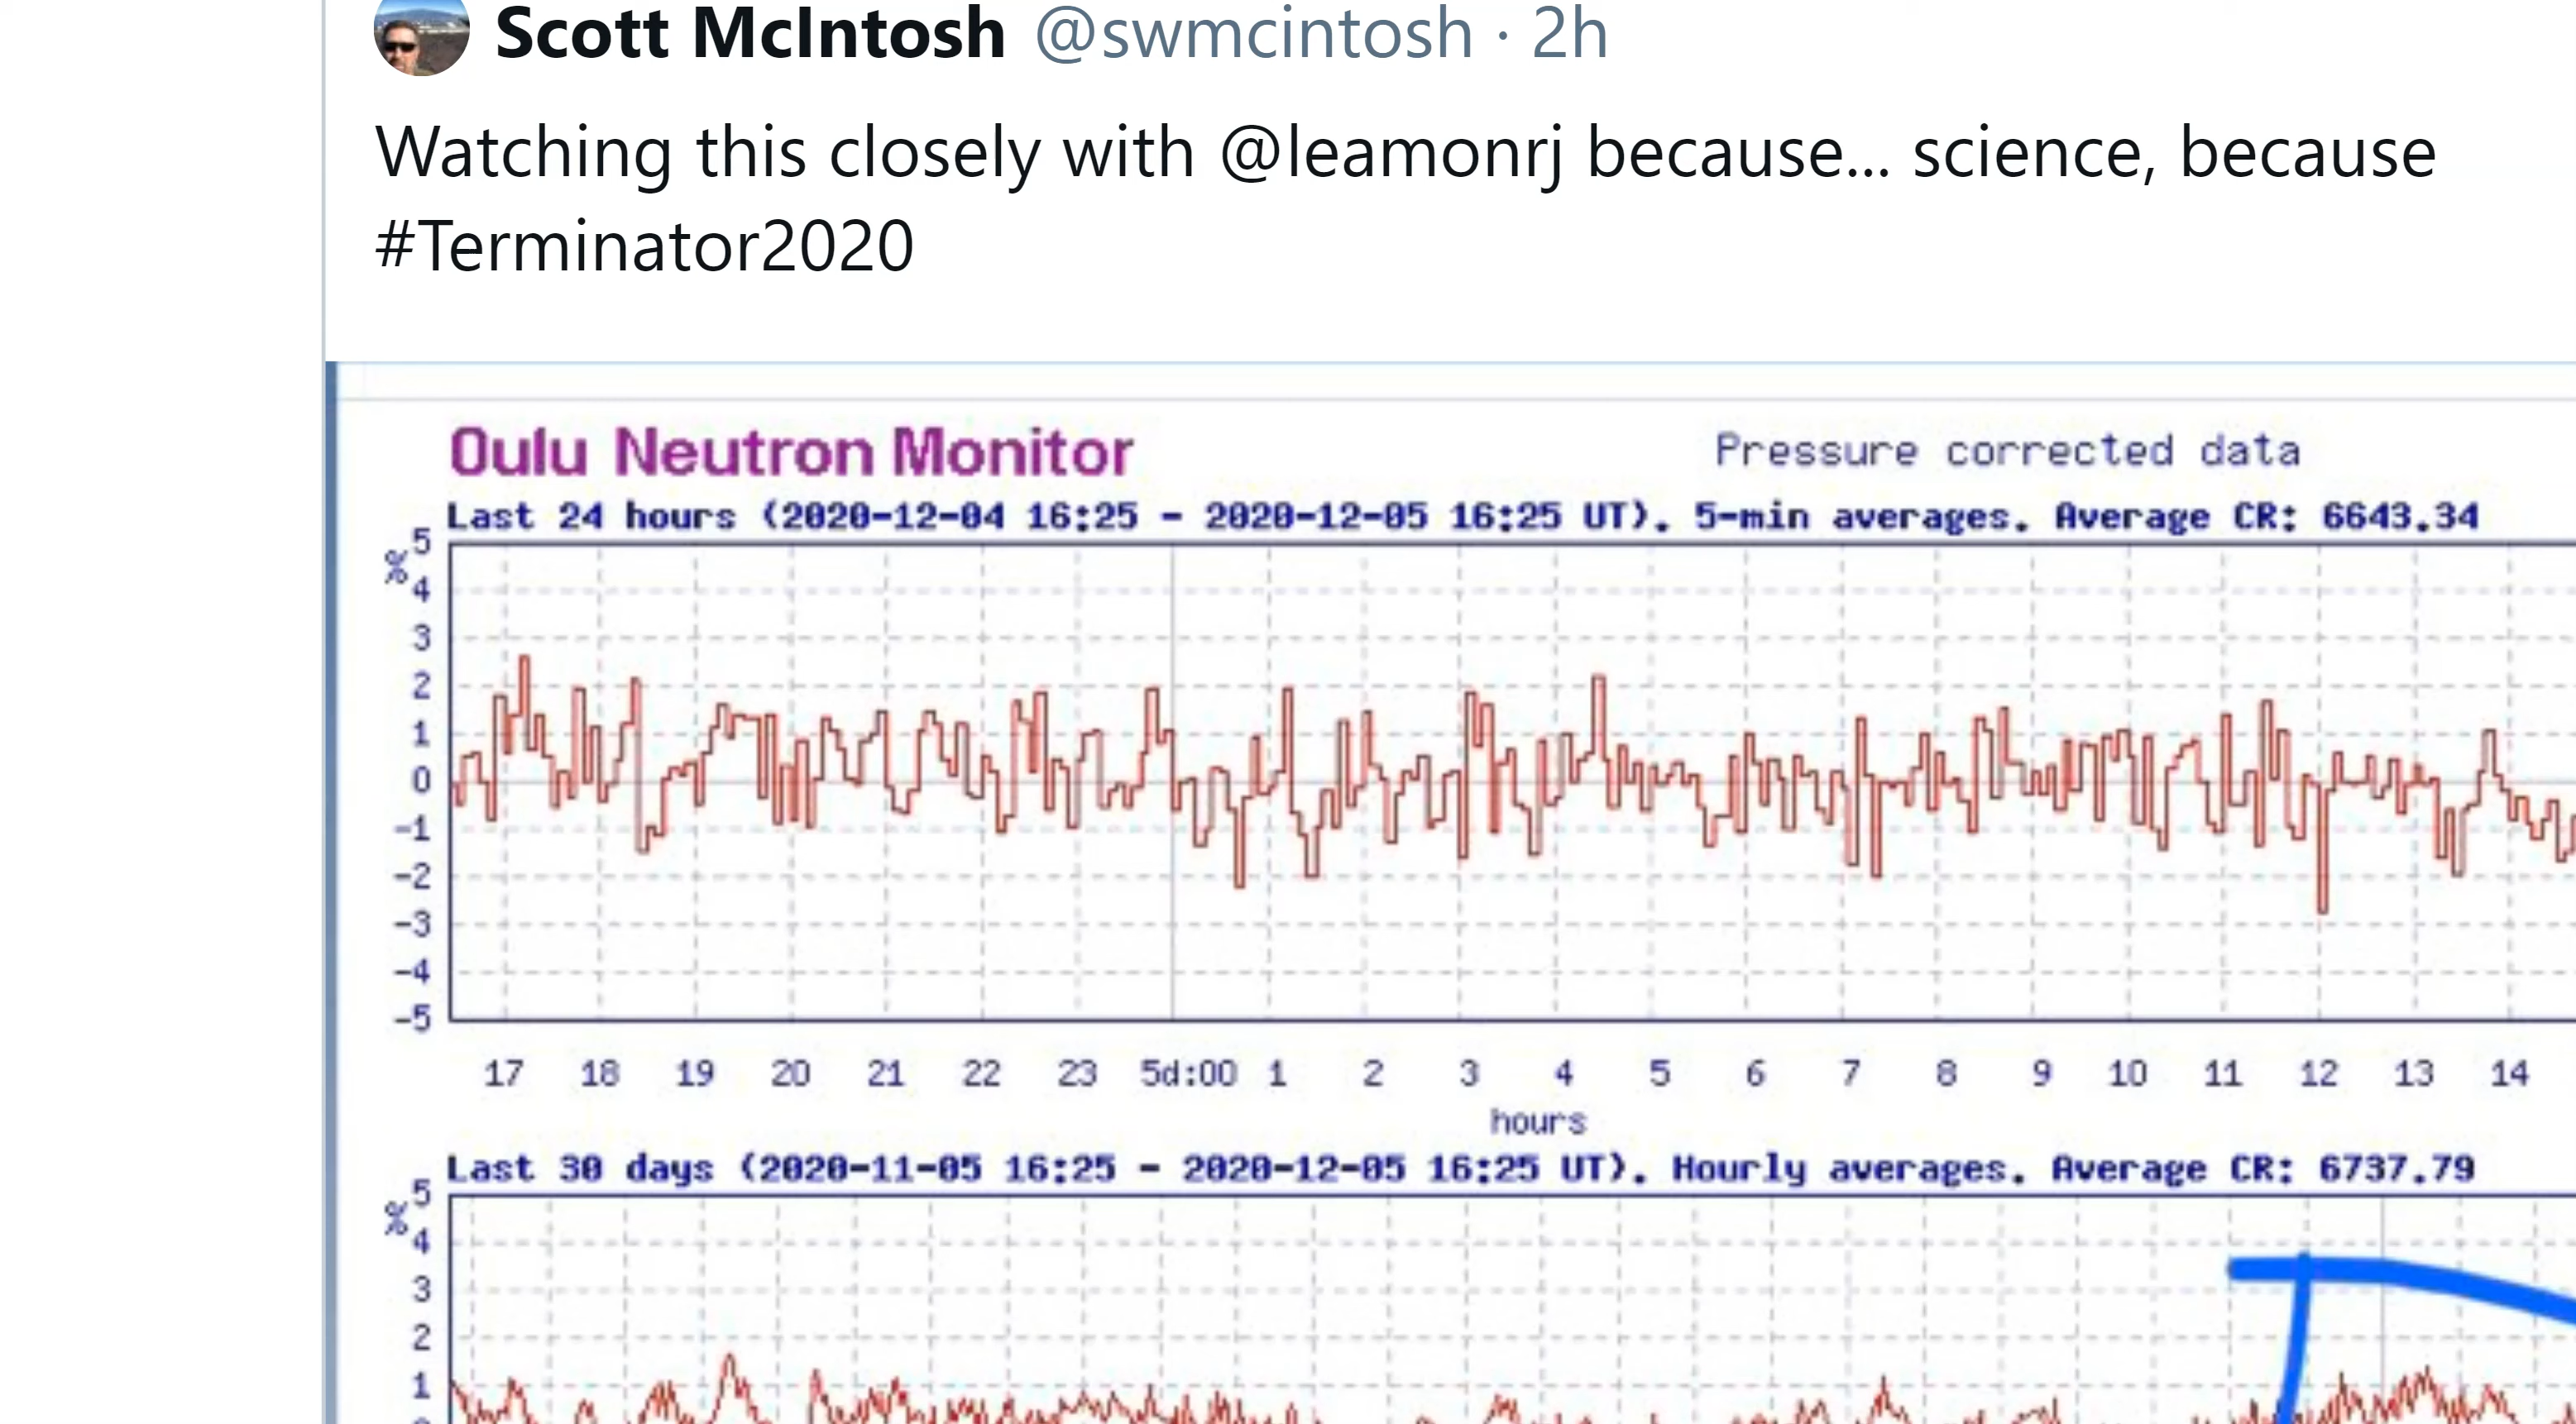 Scott McIntosh @swmcintosh · 2h
Watching this closely with @leamonrj because... science, because
#Terminator2020
Oulu Neutron Monitor
Pressure corrected data
Last 24 hours (2020-12-04 16:25 - 2020-12-05 16:25 UT). 5-min averages. Average CR: 6643.34
%
5
4
3
2
1
0
-1
-2
-3
-4
-5
17 18 19 20 21 22 23 5d:00 1 2 3 4 5 6 7 8 9 10 11 12 13 14
hours
Last 30 days (2020-11-05 16:25 - 2020-12-05 16:25 UT). Hourly averages. Average CR: 6737.79
%
5
4
3
2
1